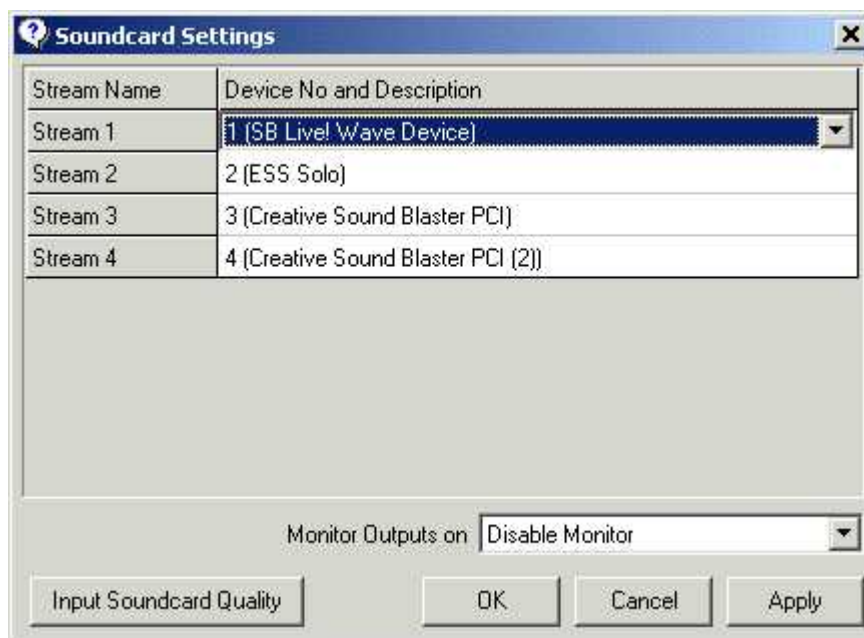 Soundcard Settings
Stream Name Device No and Description
Stream 1 1 (SB Live! Wave Device)
Stream 2 2 (ESS Solo)
Stream 3 3 (Creative Sound Blaster PCI)
Stream 4 4 (Creative Sound Blaster PCI (2))
Monitor Outputs on Disable Monitor
Input Soundcard Quality OK Cancel Apply